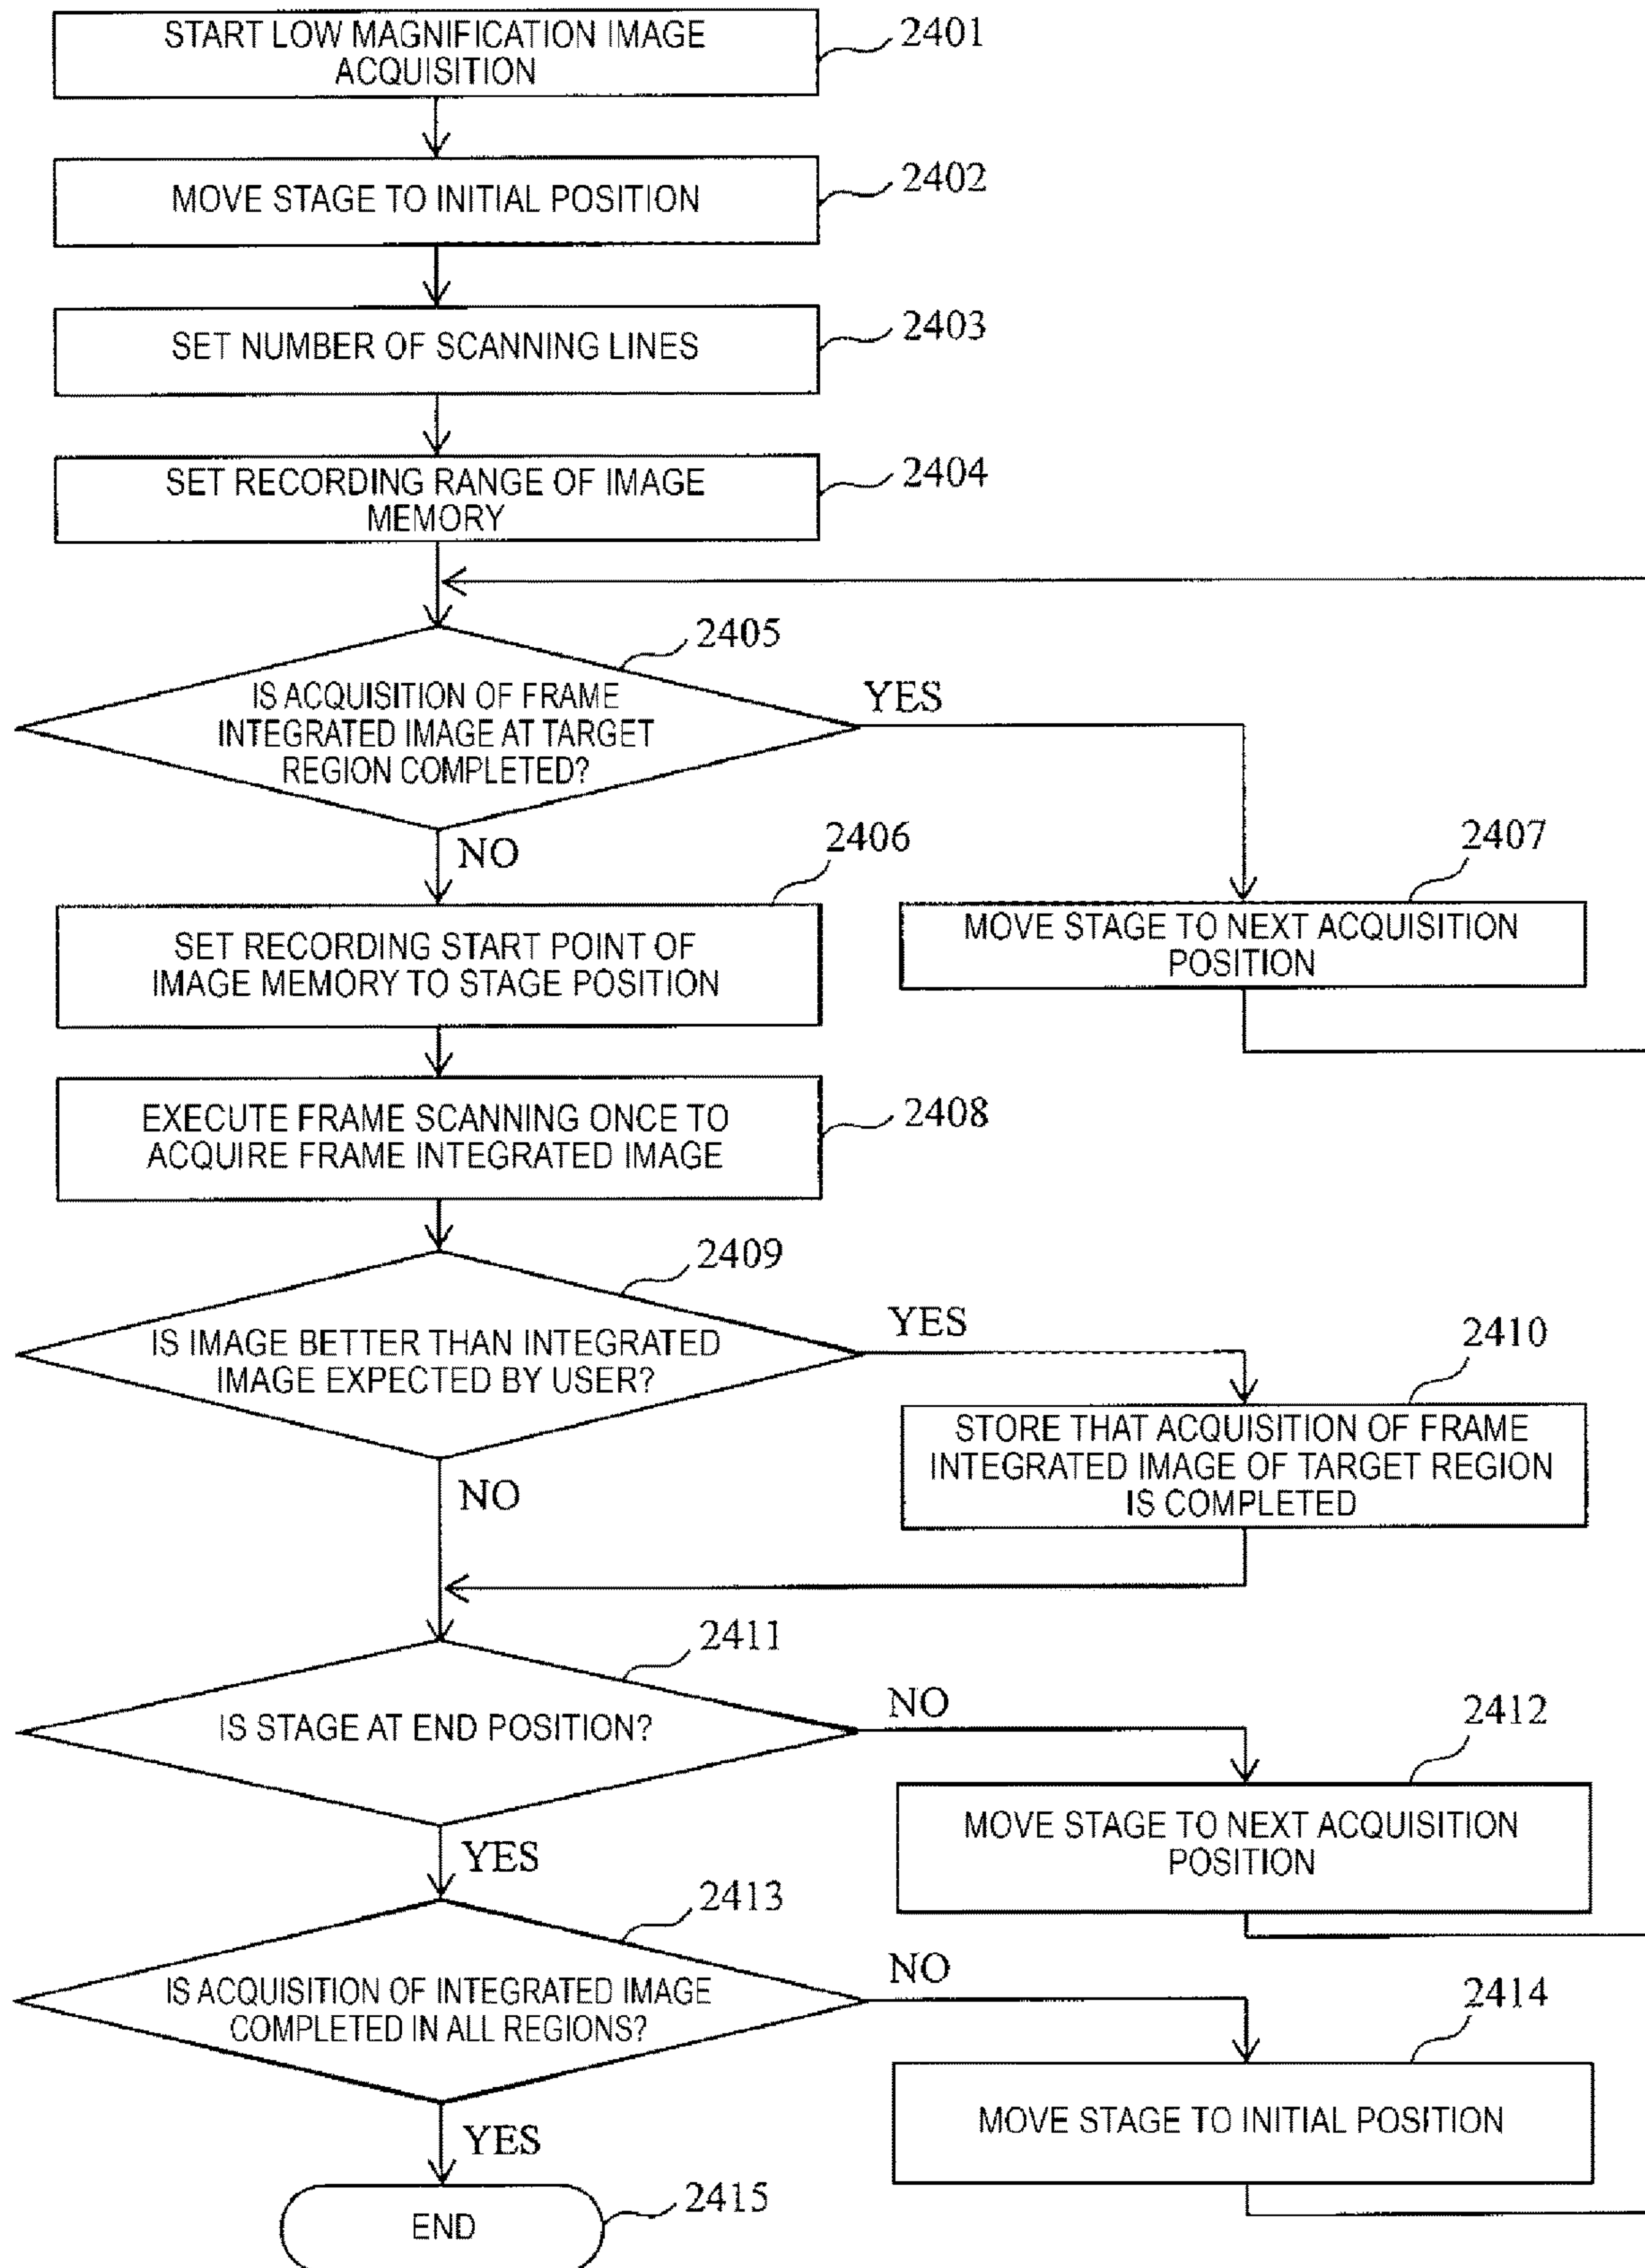 START LOW MAGNIFICATION IMAGE
ACQUISITION
2401
MOVE STAGE TO INITIAL POSITION
2402
SET NUMBER OF SCANNING LINES
2403
SET RECORDING RANGE OF IMAGE
MEMORY
2404
2405
IS ACQUISITION OF FRAME
INTEGRATED IMAGE AT TARGET
REGION COMPLETED?
YES
NO
2406
SET RECORDING START POINT OF
IMAGE MEMORY TO STAGE POSITION
2407
MOVE STAGE TO NEXT ACQUISITION
POSITION
EXECUTE FRAME SCANNING ONCE TO
ACQUIRE FRAME INTEGRATED IMAGE
2408
2409
IS IMAGE BETTER THAN INTEGRATED
IMAGE EXPECTED BY USER?
YES
NO
2410
STORE THAT ACQUISITION OF FRAME
INTEGRATED IMAGE OF TARGET REGION
IS COMPLETED
2411
IS STAGE AT END POSITION?
NO
YES
2412
MOVE STAGE TO NEXT ACQUISITION
POSITION
2413
IS ACQUISITION OF INTEGRATED IMAGE
COMPLETED IN ALL REGIONS?
NO
YES
2414
MOVE STAGE TO INITIAL POSITION
END
2415